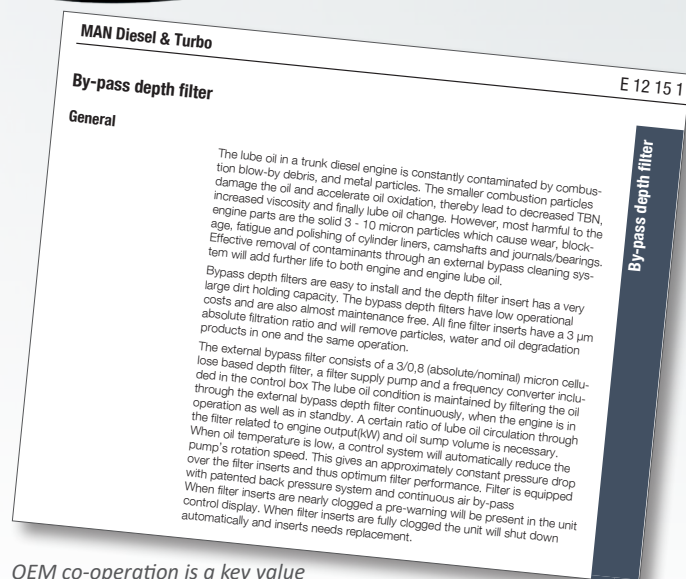 MAN Diesel & Turbo
E 12 15 1
By-pass depth filter
General
The lube oil in a trunk diesel engine is constantly contaminated by combus-
tion blow-by debris, and metal particles. The smaller combustion particles
damage the oil and accelerate oil oxidation, thereby lead to decreased TBN,
increased viscosity and finally lube oil change. However, most harmful to the
engine parts are the solid 3 - 10 micron particles which cause wear, block-
age, fatigue and polishing of cylinder liners, camshafts and journals/bearings.
Effective removal of contaminants through an external bypass cleaning sys-
tem will add further life to both engine and engine lube oil.
Bypass depth filters are easy to install and the depth filter insert has a very
large dirt holding capacity. The bypass depth filters have low operational
costs and are also almost maintenance free. All fine filter inserts have a 3 µm
absolute filtration ratio and will remove particles, water and oil degradation
products in one and the same operation.
The external bypass filter consists of a 3/0,8 (absolute/nominal) micron cellu-
lose based depth filter, a filter supply pump and a frequency converter inclu-
ded in the control box The lube oil condition is maintained by filtering the oil
through the external bypass depth filter continuously, when the engine is in
operation as well as in standby. A certain ratio of lube oil circulation through
the filter related to engine output(kW) and oil sump volume is necessary.
When oil temperature is low, a control system will automatically reduce the
pump's rotation speed. This gives an approximately constant pressure drop
over the filter inserts and thus optimum filter performance. Filter is equipped
with patented back pressure system and continuous air by-pass
When filter inserts are nearly clogged a pre-warning will be present in the unit
control display. When filter inserts are fully clogged the unit will shut down
automatically and inserts needs replacement.
By-pass depth filter
OEM co-operation is a key value